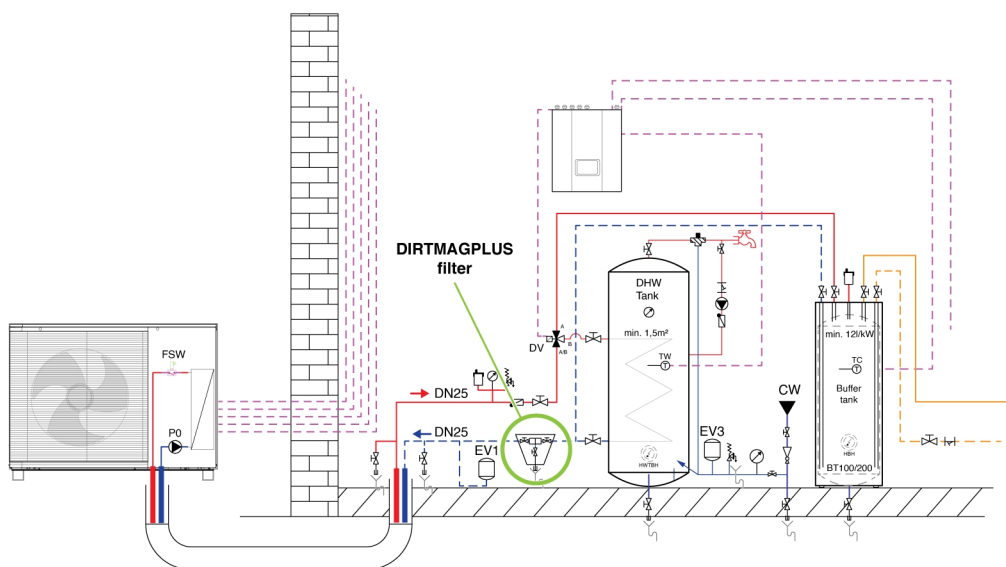 DIRTMAGPLUS
filter
DHW
Tank
min. 1,5m²
DV
A
B
A/B
TW
T
min. 12l/kW
TC
T
Buffer
tank
FSW
P0
DN25
DN25
EV1
EV3
CW
HWTBH
HBH
BT100/200